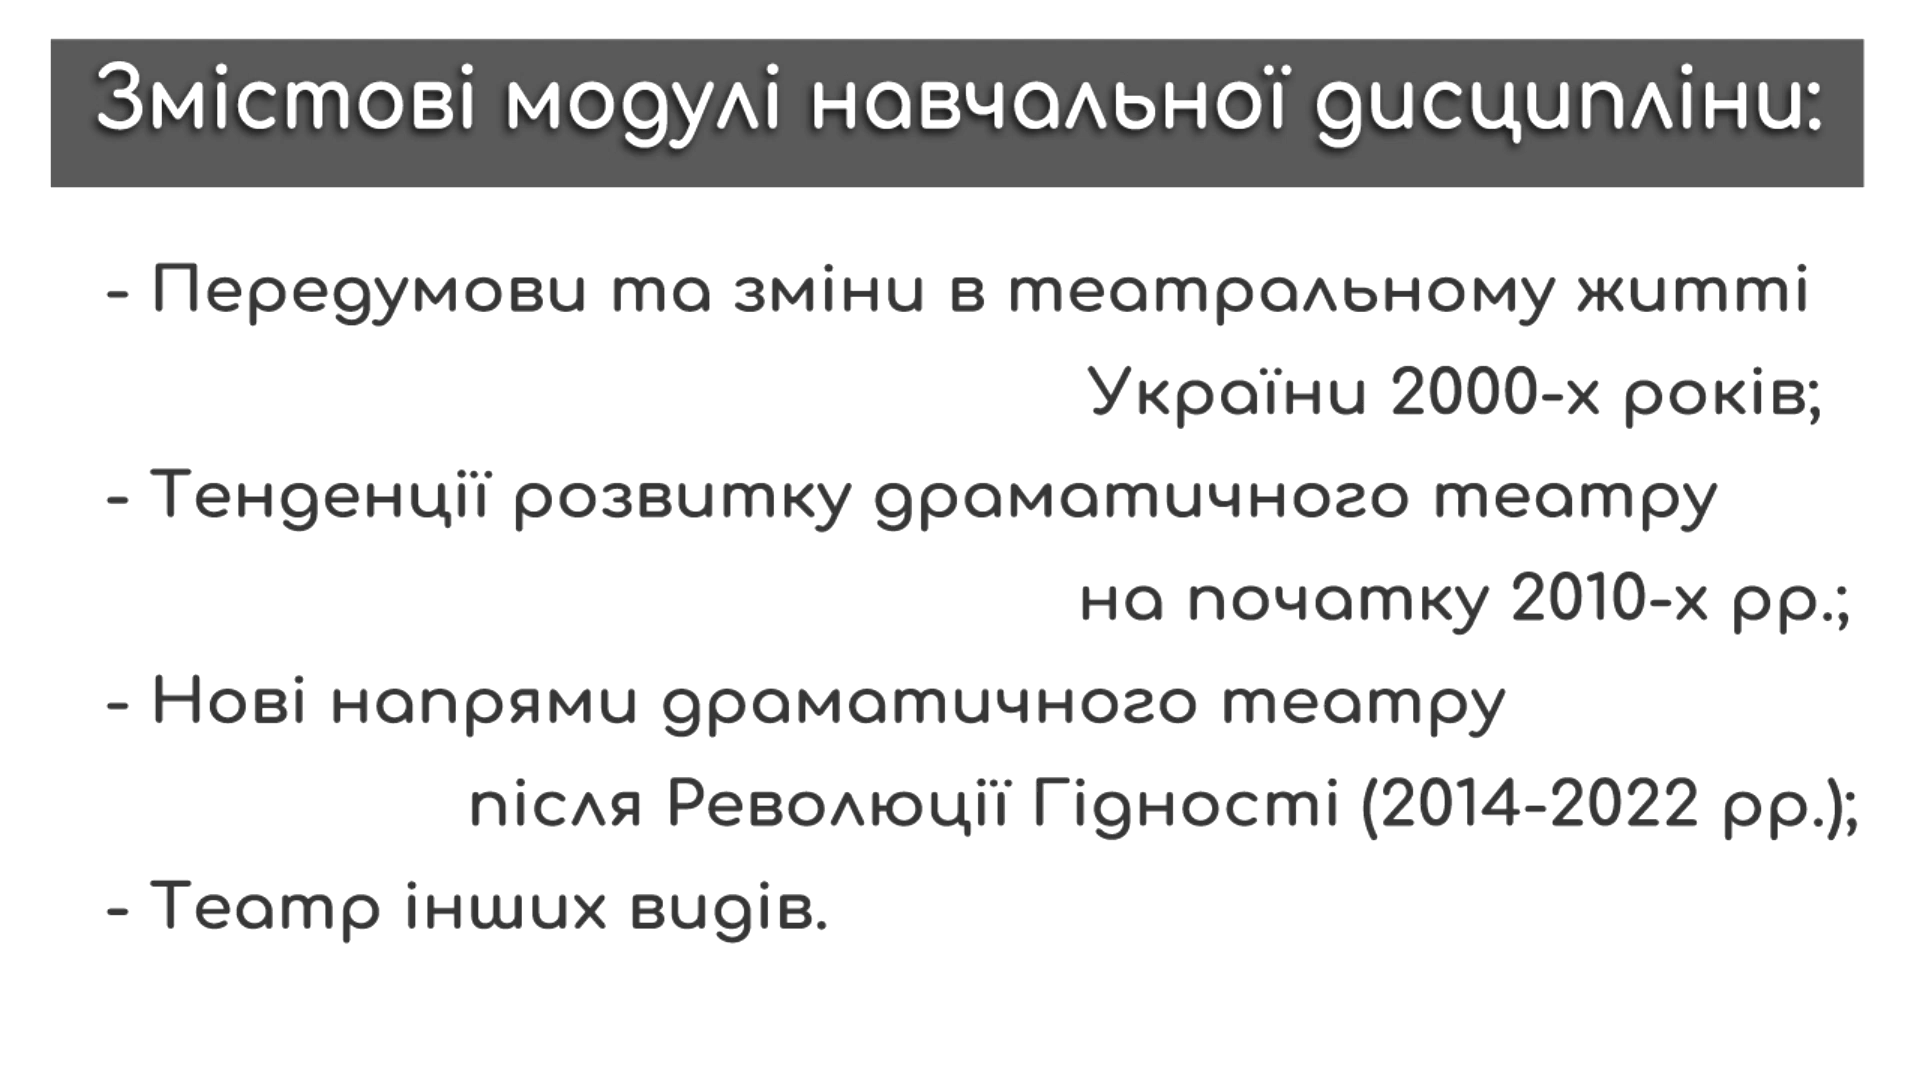 Змістові модулі навчальної дисципліни:
- Передумови та зміни в театральному житті
України 2000-х років;
- Тенденції розвитку драматичного театру
на початку 2010-х рр.;
- Нові напрями драматичного театру
після Революції Гідності (2014-2022 рр.);
- Театр інших видів.